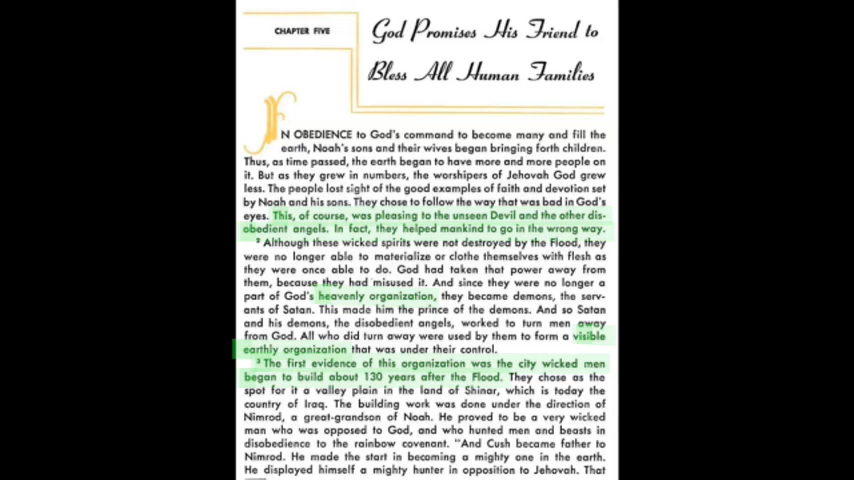 CHAPTER FIVE
God Promises His Friend to
Bless All Human Families
IN OBEDIENCE to God's command to become many and fill the
earth, Noah's sons and their wives began bringing forth children.
Thus, as time passed, the earth began to have more and more people on
it. But as they grew in numbers, the worshipers of Jehovah God grew
less. The people lost sight of the good examples of faith and devotion set
by Noah and his sons. They chose to follow the way that was bad in God's
eyes. This, of course, was pleasing to the unseen Devil and the other dis-
obedient angels. In fact, they helped mankind to go in the wrong way.
² Although these wicked spirits were not destroyed by the Flood, they
were no longer able to materialize or clothe themselves with flesh as
they were once able to do. God had taken that power away from
them, because they had misused it. And since they were no longer a
part of God's heavenly organization, they became demons, the serv-
ants of Satan. This made him the prince of the demons. And so Satan
and his demons, the disobedient angels, worked to turn men away
from God. All who did turn away were used by them to form a visible
earthly organization that was under their control.
³ The first evidence of this organization was the city wicked men
began to build about 130 years after the Flood. They chose as the
spot for it a valley plain in the land of Shinar, which is today the
country of Iraq. The building work was done under the direction of
Nimrod, a great-grandson of Noah. He proved to be a very wicked
man who was opposed to God, and who hunted men and beasts in
disobedience to the rainbow covenant. "And Cush became father to
Nimrod. He made the start in becoming a mighty one in the earth.
He displayed himself a mighty hunter in opposition to Jehovah. That